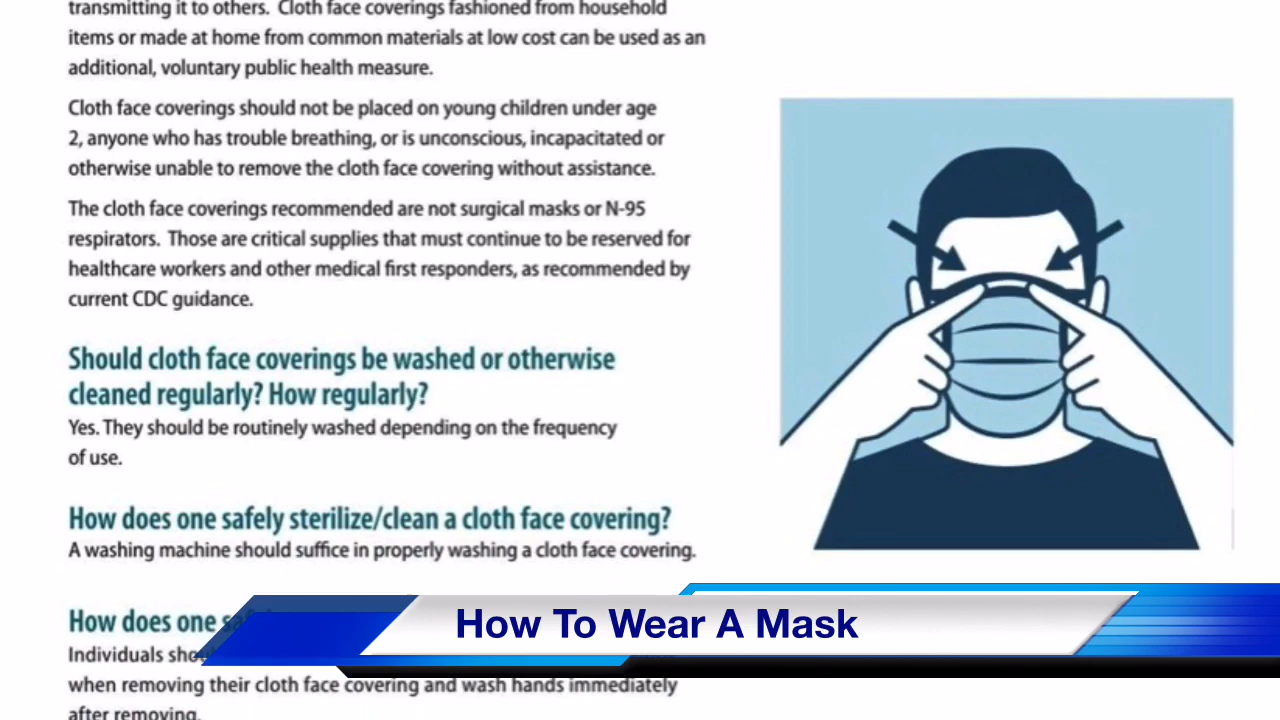 transmitting it to others. Cloth face coverings fashioned from household
items or made at home from common materials at low cost can be used as an
additional, voluntary public health measure.
Cloth face coverings should not be placed on young children under age
2, anyone who has trouble breathing, or is unconscious, incapacitated or
otherwise unable to remove the cloth face covering without assistance.
The cloth face coverings recommended are not surgical masks or N-95
respirators. Those are critical supplies that must continue to be reserved for
healthcare workers and other medical first responders, as recommended by
current CDC guidance.
Should cloth face coverings be washed or otherwise
cleaned regularly? How regularly?
Yes. They should be routinely washed depending on the frequency
of use.
How does one safely sterilize/clean a cloth face covering?
A washing machine should suffice in properly washing a cloth face covering.
How does one
How To Wear A Mask
Individuals
when removing their cloth face covering and wash hands immediately
after removing.